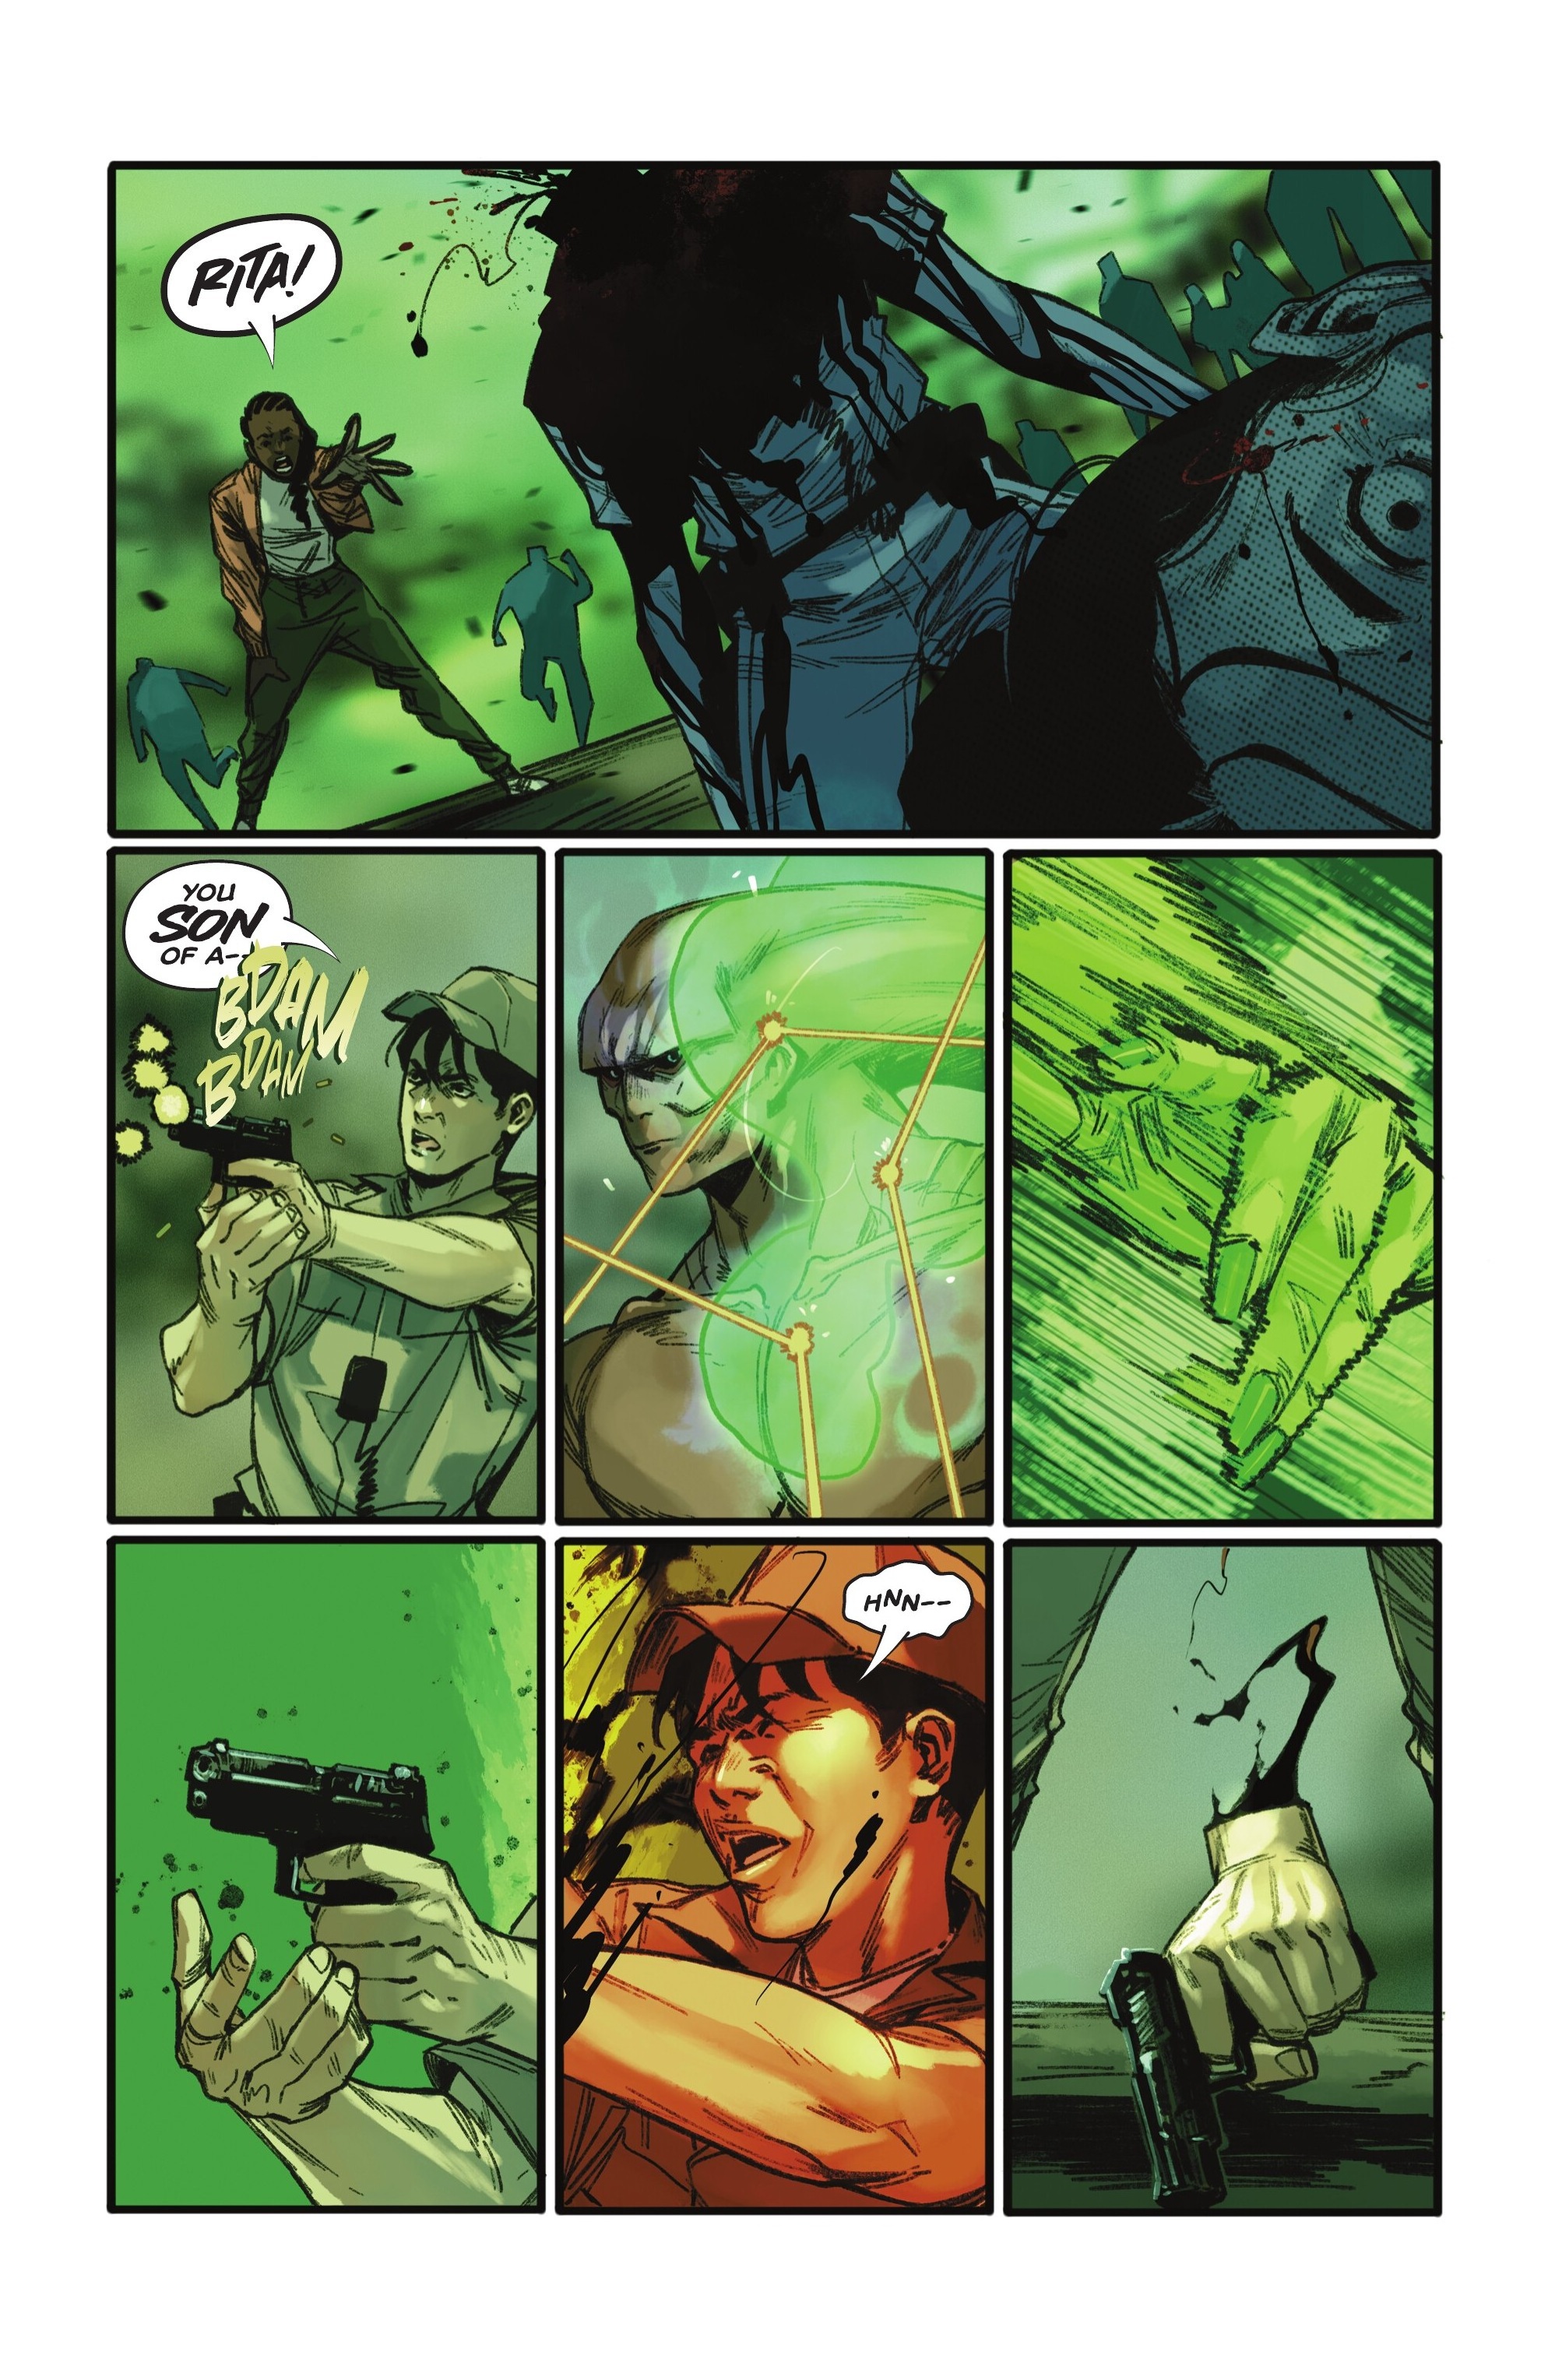 RITA!
YOU
SON
OF A--
BDAM
BDAM
HNN--